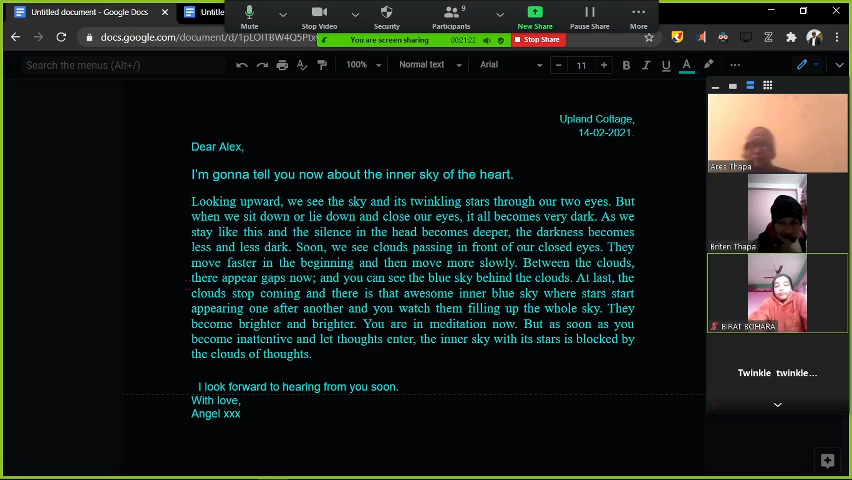 Untitled document - Google Docs
Mute
Stop Video
Security
9
Participants
New Share
Pause Share
More
docs.google.com/document/d/
You are screen sharing
00:21:22
Stop Share
Search the menus (Alt+/)
100%
Normal text
Arial
11
B I U A
Upland Cottage,
14-02-2021.
Dear Alex,
I'm gonna tell you now about the inner sky of the heart.
Looking upward, we see the sky and its twinkling stars through our two eyes. But
when we sit down or lie down and close our eyes, it all becomes very dark. As we
stay like this and the silence in the head becomes deeper, the darkness becomes
less and less dark. Soon, we see clouds passing in front of our closed eyes. They
move faster in the beginning and then move more slowly. Between the clouds,
there appear gaps now; and you can see the blue sky behind the clouds. At last, the
clouds stop coming and there is that awesome inner blue sky where stars start
appearing one after another and you watch them filling up the whole sky. They
become brighter and brighter. You are in meditation now. But as soon as you
become inattentive and let thoughts enter, the inner sky with its stars is blocked by
the clouds of thoughts.
I look forward to hearing from you soon.
With love,
Angel xxx
Ares Thapa
Briten Thapa
BIRAT BOHARA
Twinkle twinkle...